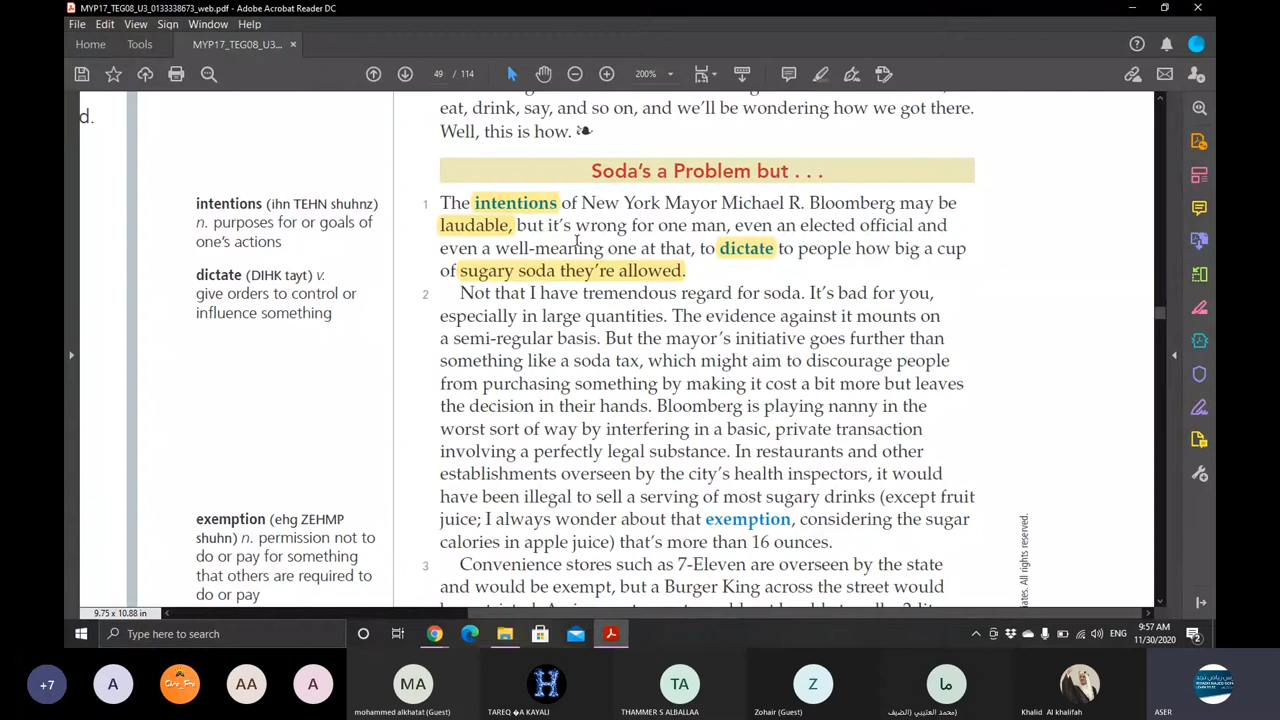 MYP17_TEG08_U3_0133338673_web.pdf - Adobe Acrobat Reader DC
File Edit View Sign Window Help
Home Tools MYP17_TEG08_U3... ×
49 / 114 200%
d.
eat, drink, say, and so on, and we'll be wondering how we got there.
Well, this is how. ❧
Soda's a Problem but . . .
intentions (ihn TEHN shuhnz)
n. purposes for or goals of
one's actions
dictate (DIHK tayt) v.
give orders to control or
influence something
exemption (ehg ZEHMP
shuhn) n. permission not to
do or pay for something
that others are required to
do or pay
1 The intentions of New York Mayor Michael R. Bloomberg may be
laudable, but it's wrong for one man, even an elected official and
even a well-meaning one at that, to dictate to people how big a cup
of sugary soda they're allowed.
2 Not that I have tremendous regard for soda. It's bad for you,
especially in large quantities. The evidence against it mounts on
a semi-regular basis. But the mayor's initiative goes further than
something like a soda tax, which might aim to discourage people
from purchasing something by making it cost a bit more but leaves
the decision in their hands. Bloomberg is playing nanny in the
worst sort of way by interfering in a basic, private transaction
involving a perfectly legal substance. In restaurants and other
establishments overseen by the city's health inspectors, it would
have been illegal to sell a serving of most sugary drinks (except fruit
juice; I always wonder about that exemption, considering the sugar
calories in apple juice) that's more than 16 ounces.
3 Convenience stores such as 7-Eleven are overseen by the state
and would be exempt, but a Burger King across the street would
ates. All rights reserved.
9.75 x 10.88 in
Type here to search
ENG
9:57 AM
11/30/2020
2
+7
A
AA
A
MA
mohammed alkhatat (Guest)
H
TAREQ �A KAYALI
TA
THAMMER S ALBALLAA
Z
Zohair (Guest)
ما
محمد العتيبي (الضيف)
Khalid Al khalifah
ASER